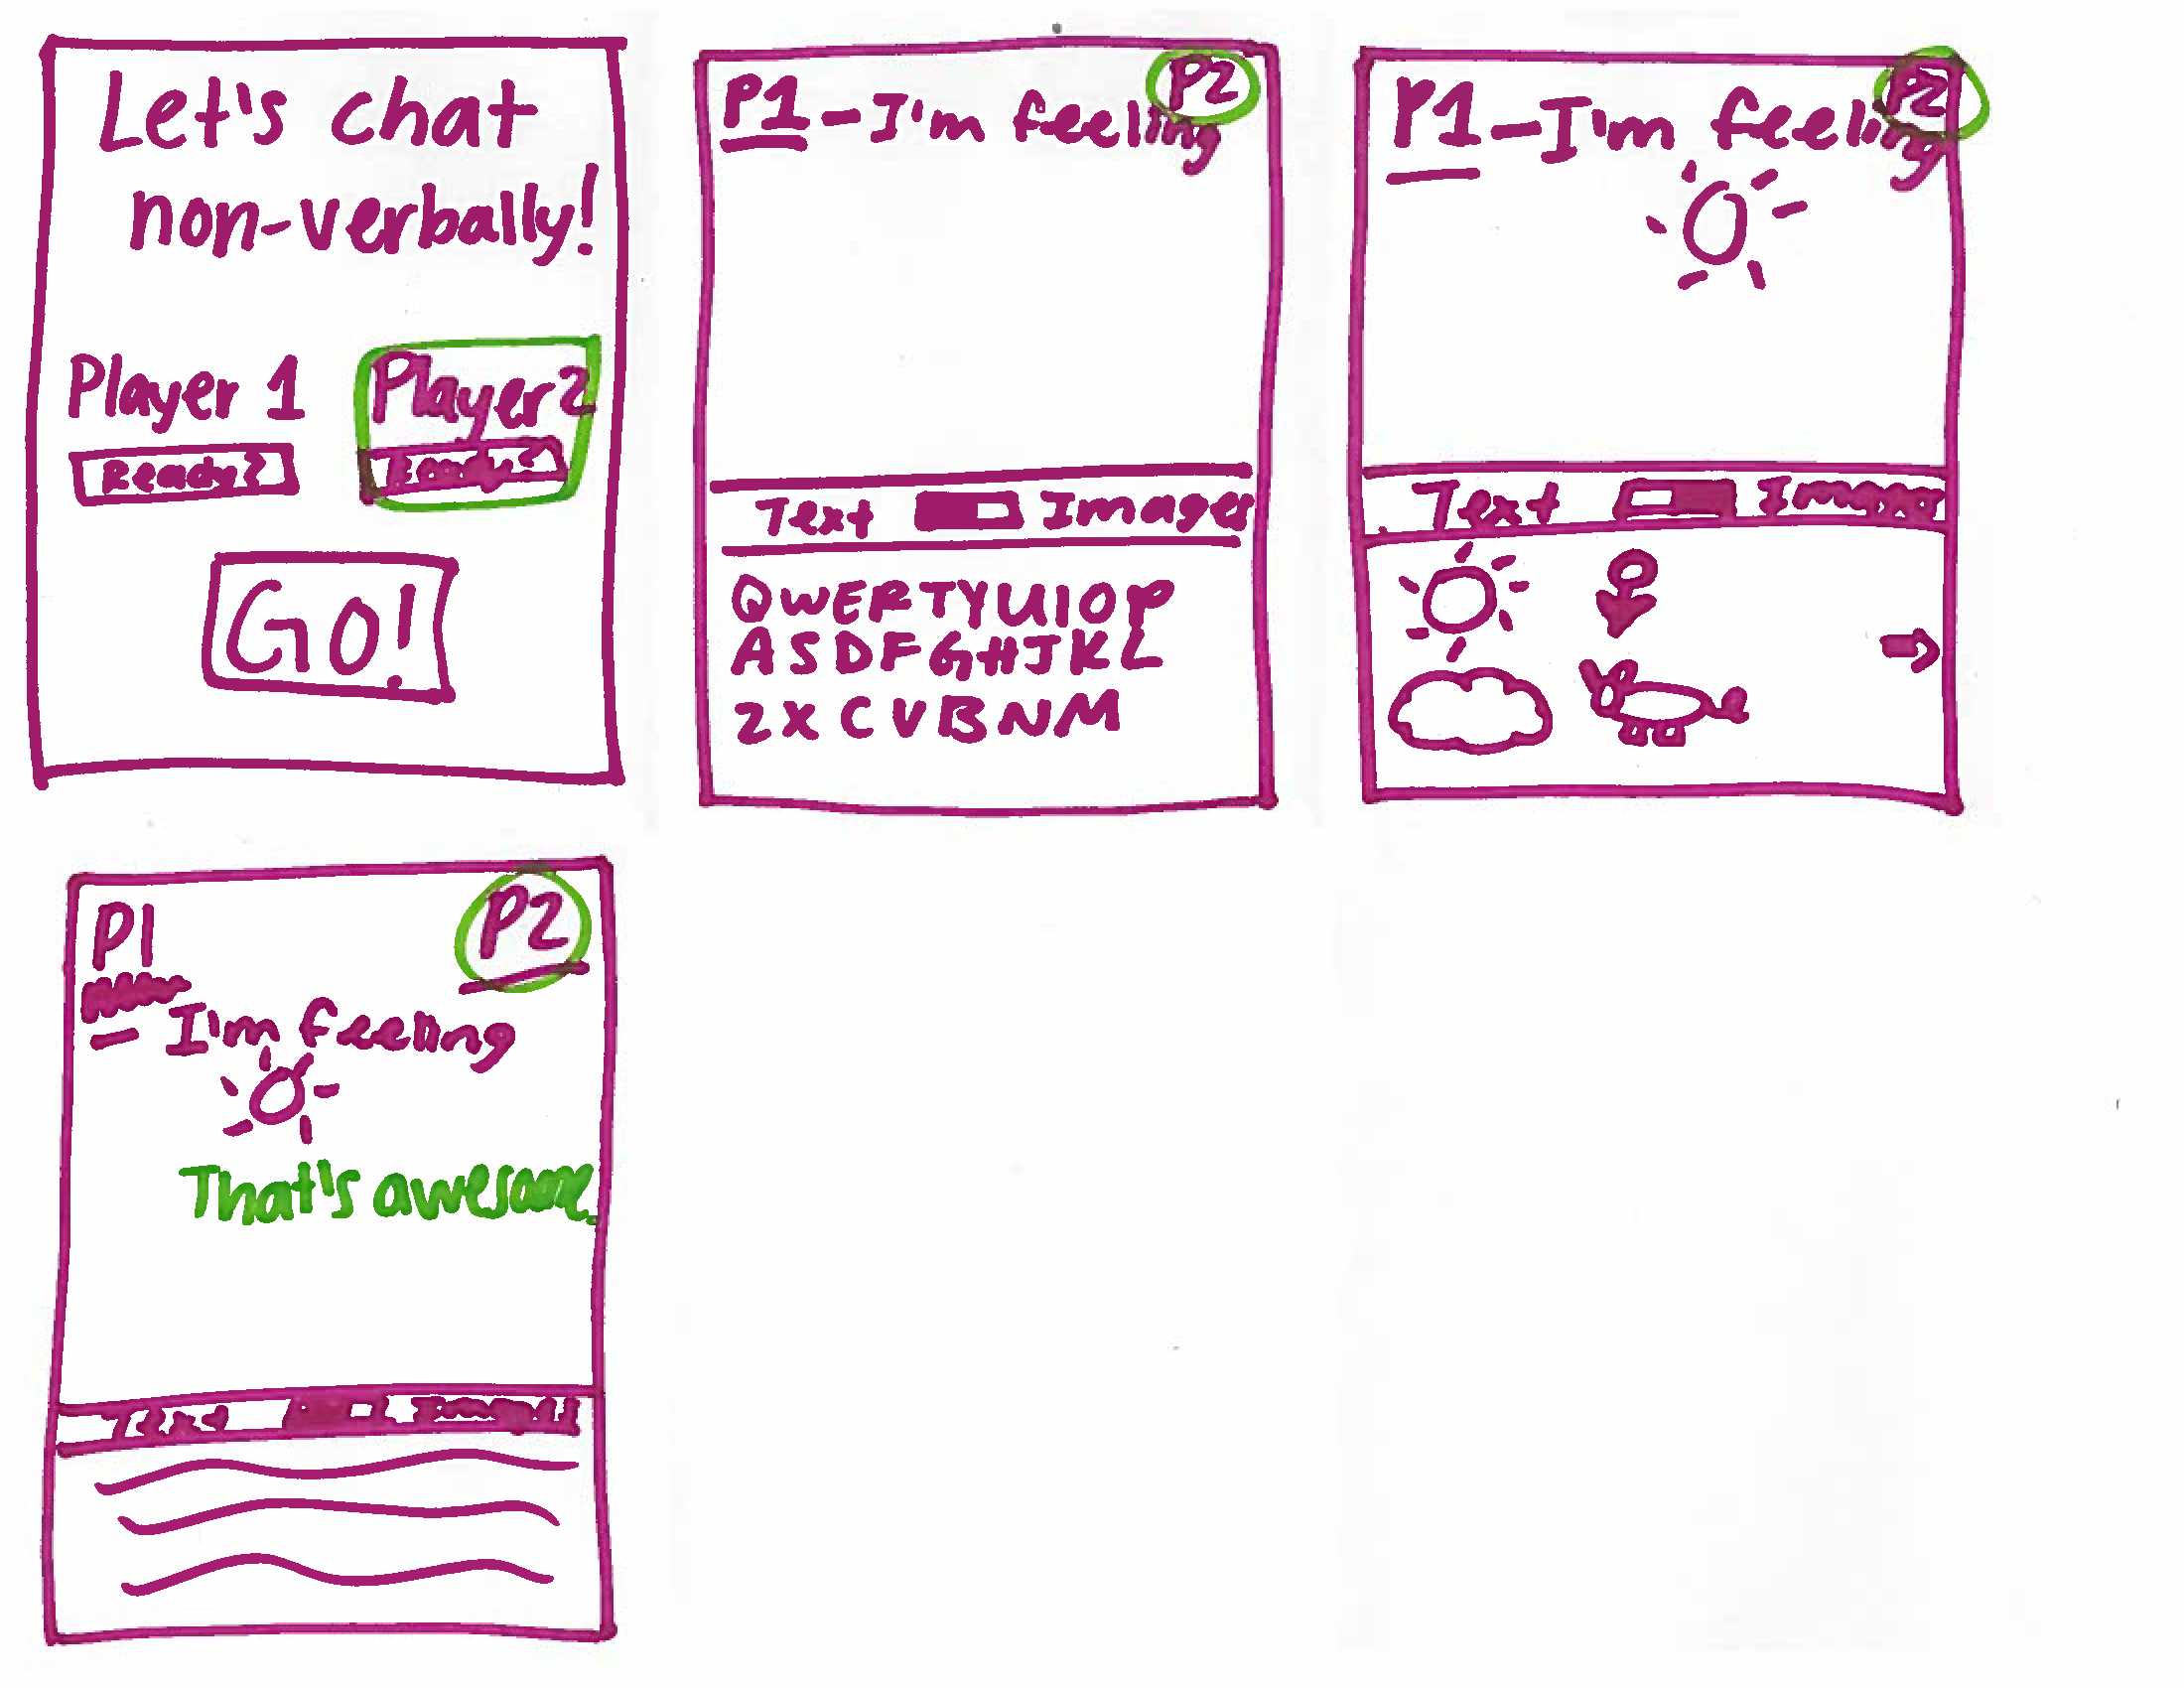 Let's chat
non-verbally!
Player 1 Player 2
Ready? Ready?
Go!
P1 - I'm feeling P2
Text Images
QWERTYUIOP
ASDFGHJKL
ZXCVBNM
P1 - I'm feeling P2
Text Images
P1 P2
- I'm feeling
That's awesome.
Text Images